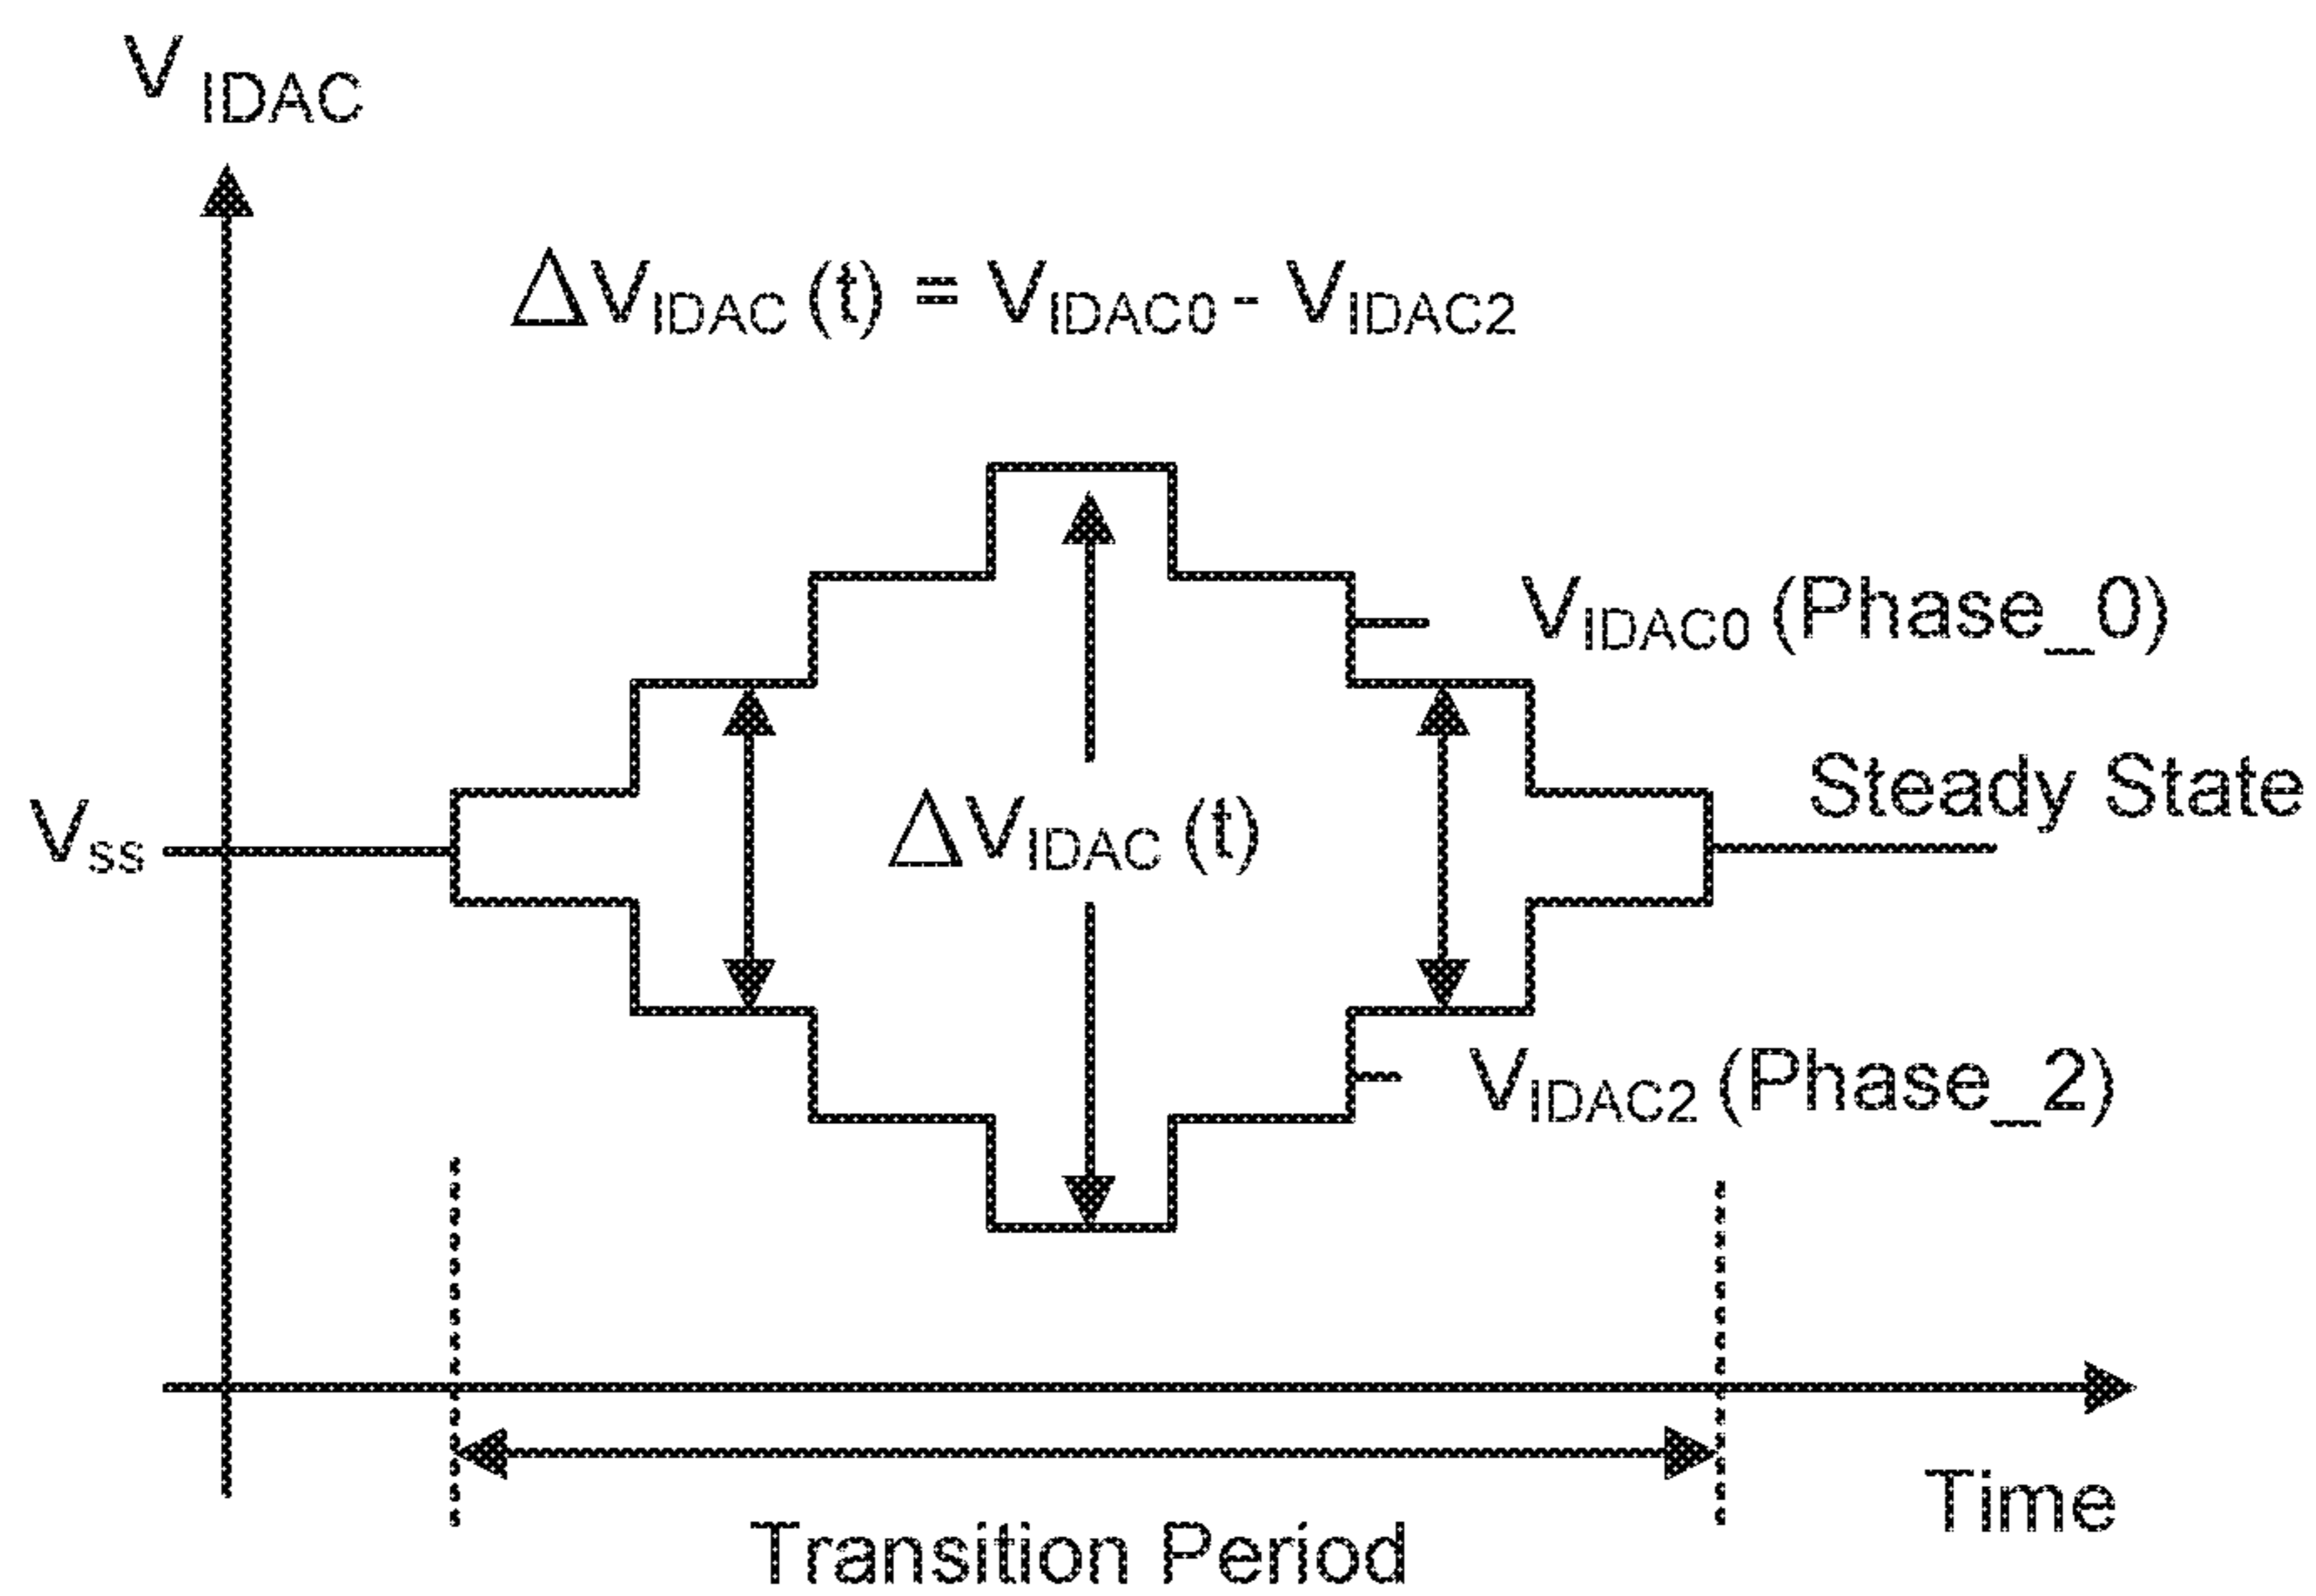 V IDAC
ΔVIDAC (t) = VIDAC0 - VIDAC2
VIDAC0 (Phase_0)
Steady State
Vss
ΔVIDAC (t)
VIDAC2 (Phase_2)
Time
Transition Period